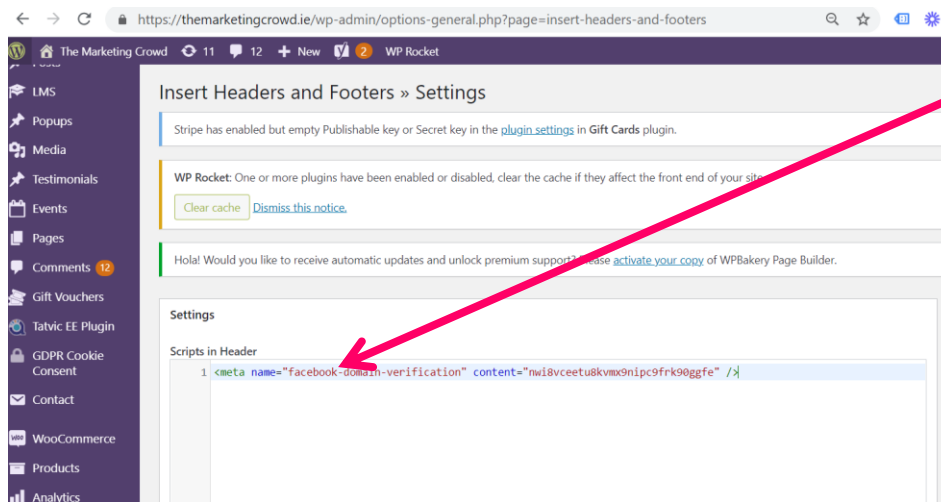 https://themarketingcrowd.ie/wp-admin/options-general.php?page=insert-headers-and-footers
The Marketing Crowd 11 12 New 2 WP Rocket
LMS
Popups
Media
Testimonials
Events
Pages
Comments 12
Gift Vouchers
Tatvic EE Plugin
GDPR Cookie
Consent
Contact
WooCommerce
Products
Analytics
Insert Headers and Footers » Settings
Stripe has enabled but empty Publishable key or Secret key in the plugin settings in Gift Cards plugin.
WP Rocket: One or more plugins have been enabled or disabled, clear the cache if they affect the front end of your site
Clear cache Dismiss this notice.
Hola! Would you like to receive automatic updates and unlock premium support? Please activate your copy of WPBakery Page Builder.
Settings
Scripts in Header
1 <meta name="facebook-domain-verification" content="nwi8vceetu8kvmx9nipc9frk90ggfe" />